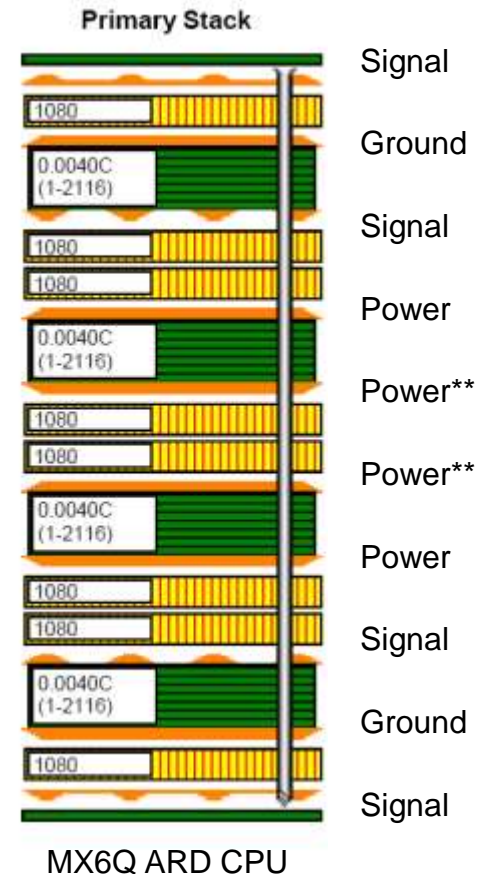 Primary Stack
Signal
1080
Ground
0.0040C
(1-2116)
Signal
1080
1080
Power
0.0040C
(1-2116)
Power**
1080
1080
Power**
0.0040C
(1-2116)
Power
1080
1080
Signal
0.0040C
(1-2116)
Ground
1080
Signal
MX6Q ARD CPU